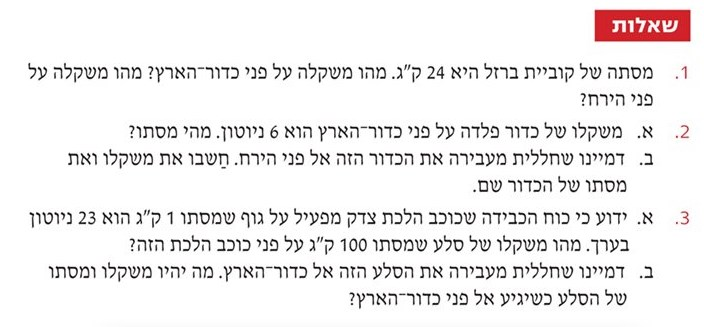 שאלות
1. מסתה של קוביית ברזל היא 24 ק"ג. מהו משקלה על פני כדור־הארץ? מהו משקלה על
פני הירח?
2. א. משקלו של כדור פלדה על פני כדור־הארץ הוא 6 ניוטון. מהי מסתו?
ב. דמיינו שחללית מעבירה את הכדור הזה אל פני הירח. חַשבו את משקלו ואת
מסתו של הכדור שם.
3. א. ידוע כי כוח הכבידה שכוכב הלכת צדק מפעיל על גוף שמסתו 1 ק"ג הוא 23 ניוטון
בערך. מהו משקלו של סלע שמסתו 100 ק"ג על פני כוכב הלכת הזה?
ב. דמיינו שחללית מעבירה את הסלע הזה אל כדור־הארץ. מה יהיו משקלו ומסתו
של הסלע כשיגיע אל פני כדור־הארץ?